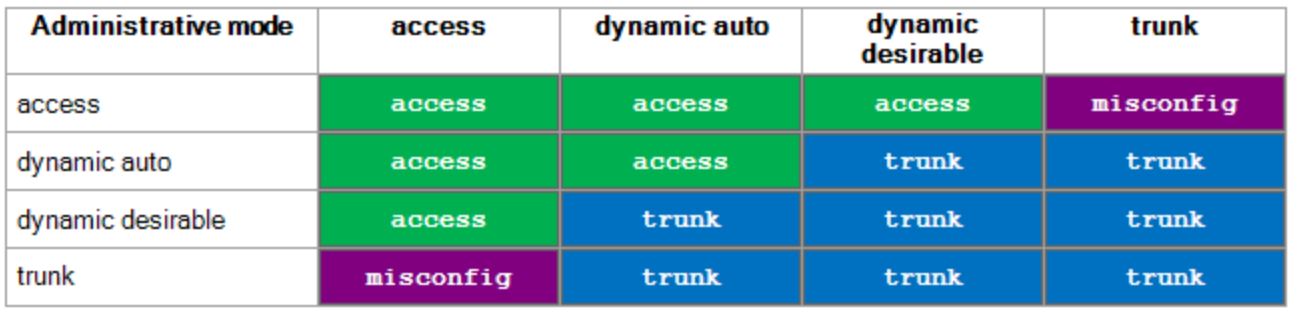 Administrative mode access dynamic auto dynamic desirable trunk
access access access access misconfig
dynamic auto access access trunk trunk
dynamic desirable access trunk trunk trunk
trunk misconfig trunk trunk trunk